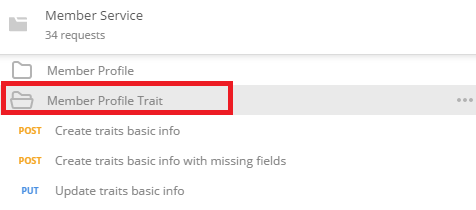 Member Service
34 requests
Member Profile
Member Profile Trait
POST Create traits basic info
POST Create traits basic info with missing fields
PUT Update traits basic info